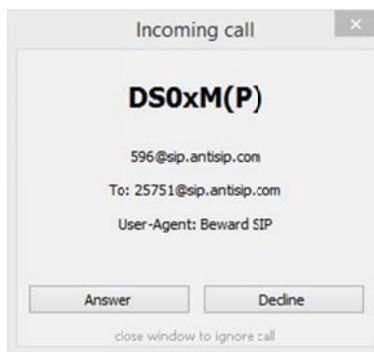 Incoming call
DS0xM(P)
596@sip.antisip.com
To: 25751@sip.antisip.com
User-Agent: Beward SIP
Answer Decline
close window to ignore call